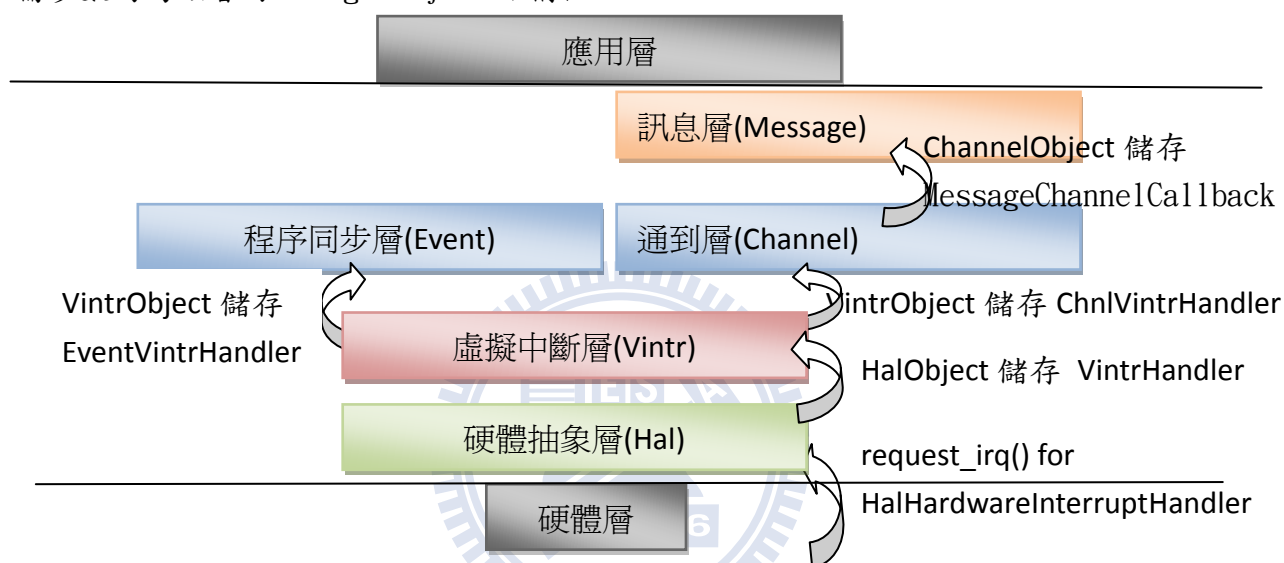 應用層
訊息層(Message)
ChannelObject 儲存
MessageChannelCallback
程序同步層(Event)
通到層(Channel)
VintrObject 儲存
EventVintrHandler
VintrObject 儲存 ChnlVintrHandler
虛擬中斷層(Vintr)
HalObject 儲存 VintrHandler
硬體抽象層(Hal)
request_irq() for
HalHardwareInterruptHandler
硬體層